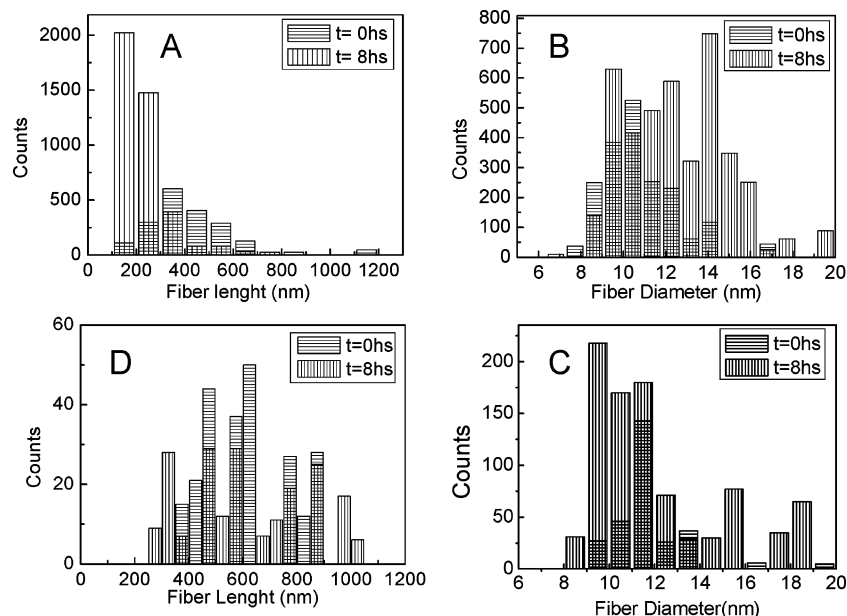 A
t= 0hs
t= 8hs
Counts
2000
1500
1000
500
0
0 200 400 600 800 1000 1200
Fiber lenght (nm)
B
t=0hs
t=8hs
Counts
800
700
600
500
400
300
200
100
0
6 8 10 12 14 16 18 20
Fiber Diameter (nm)
D
t=0hs
t=8hs
Counts
60
40
20
0
0 200 400 600 800 1000 1200
Fiber Lenght (nm)
C
t=0hs
t=8hs
Counts
200
150
100
50
0
6 8 10 12 14 16 18 20
Fiber Diameter(nm)